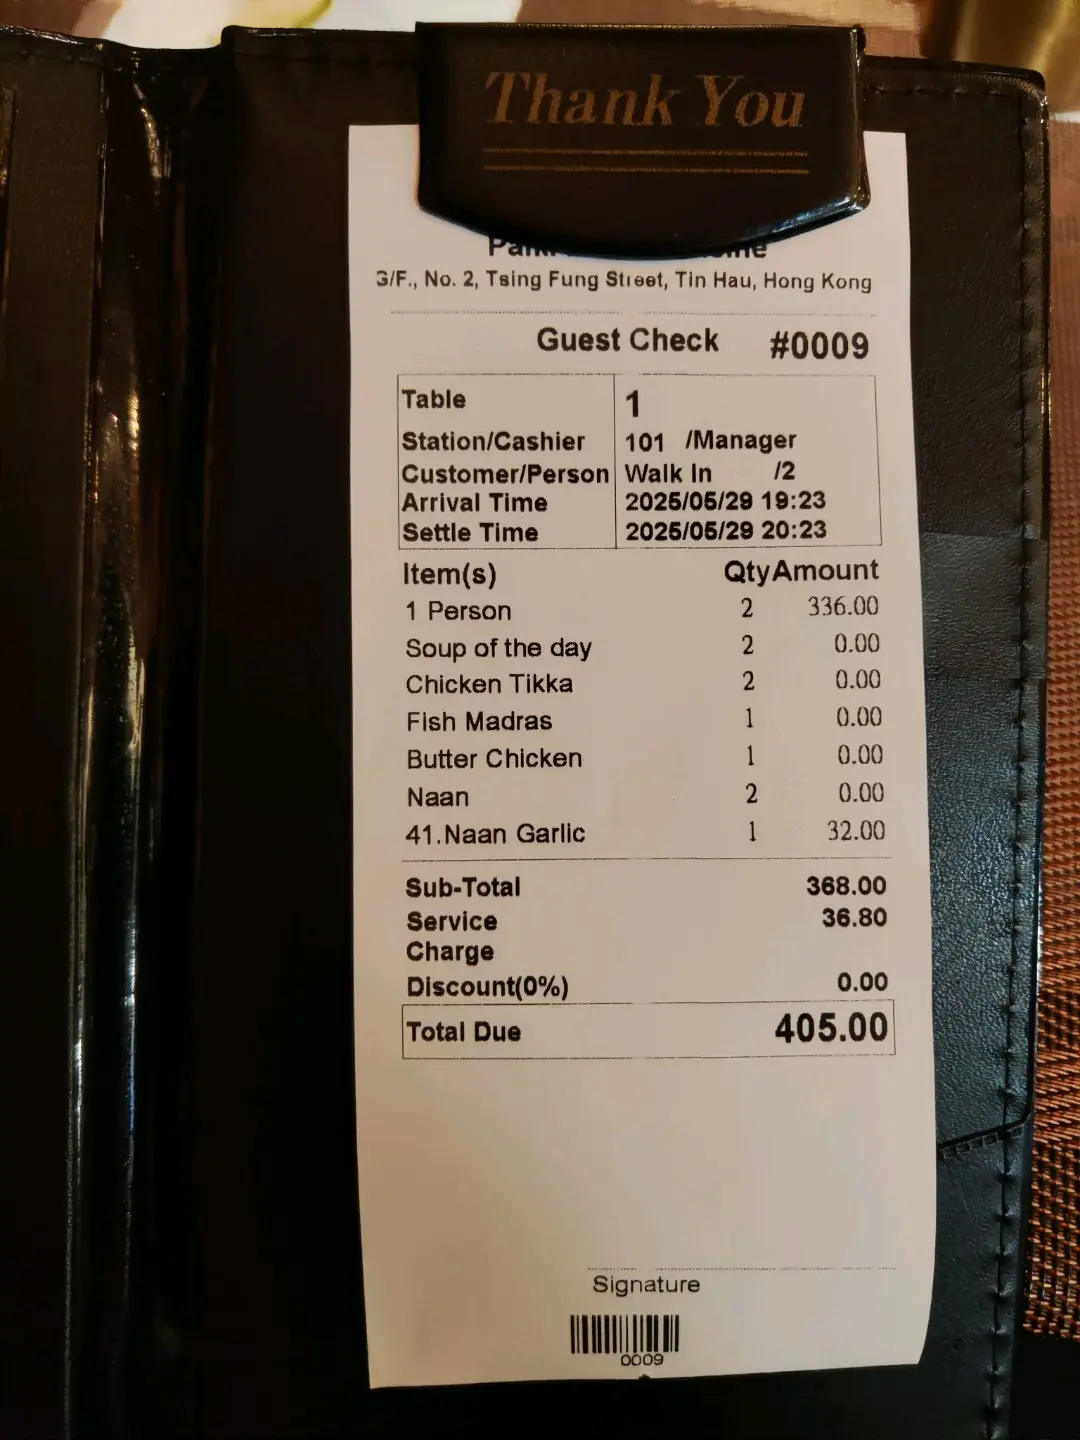 Thank You
G/F., No. 2, Tsing Fung Street, Tin Hau, Hong Kong
Guest Check #0009
Table 1
Station/Cashier 101 /Manager
Customer/Person Walk In /2
Arrival Time 2025/05/29 19:23
Settle Time 2025/05/29 20:23
Item(s) Qty Amount
1 Person 2 336.00
Soup of the day 2 0.00
Chicken Tikka 2 0.00
Fish Madras 1 0.00
Butter Chicken 1 0.00
Naan 2 0.00
41.Naan Garlic 1 32.00
Sub-Total 368.00
Service 36.80
Charge
Discount(0%) 0.00
Total Due 405.00
Signature
0009